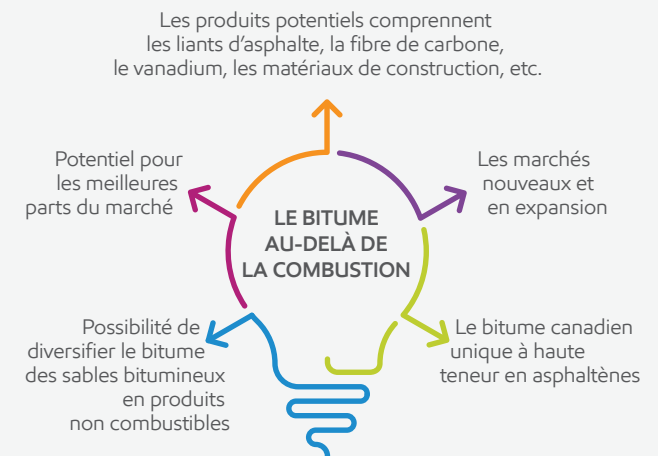 Les produits potentiels comprennent
les liants d'asphalte, la fibre de carbone,
le vanadium, les matériaux de construction, etc.
Potentiel pour
les meilleures
parts du marché
Les marchés
nouveaux et
en expansion
LE BITUME
AU-DELÀ DE
LA COMBUSTION
Possibilité de
diversifier le bitume
des sables bitumineux
en produits
non combustibles
Le bitume canadien
unique à haute
teneur en asphaltènes